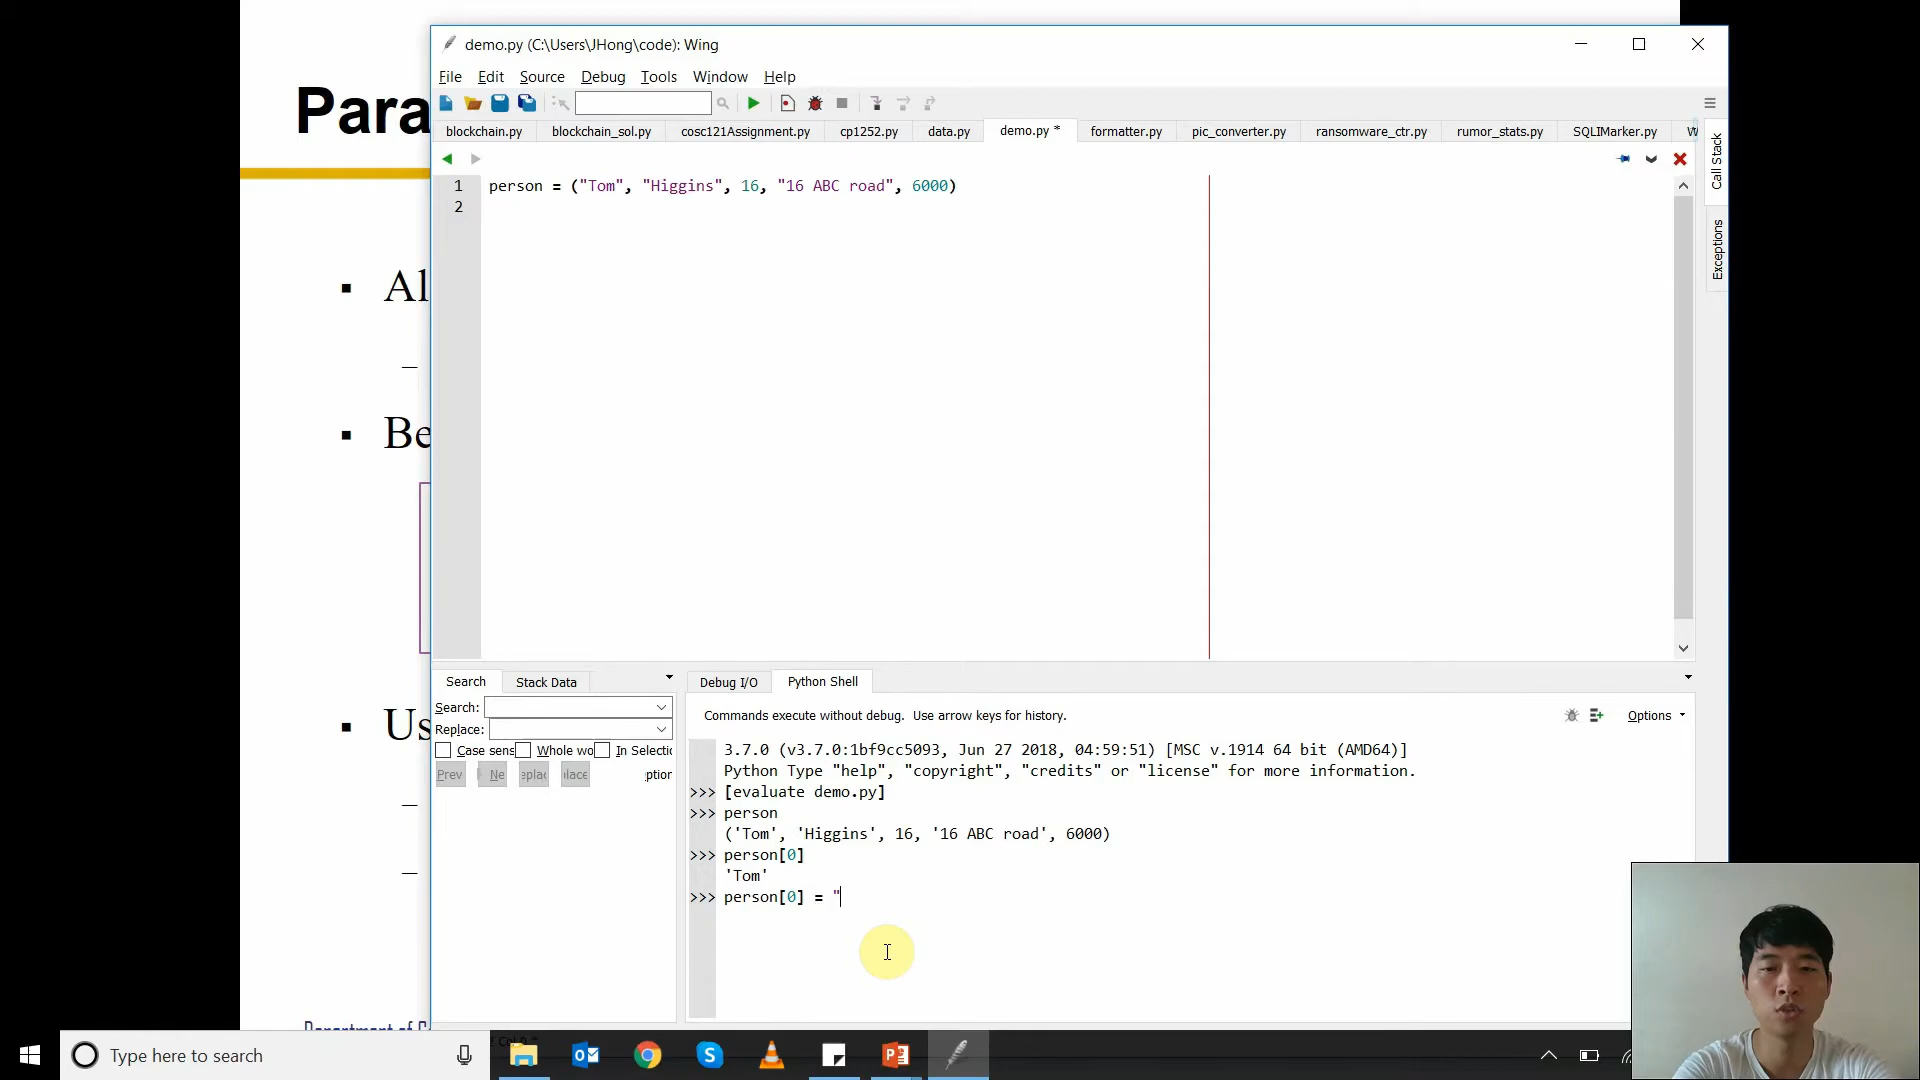 Para
Al
–
Be
Us
–
–
demo.py (C:\Users\JHong\code): Wing
File Edit Source Debug Tools Window Help
blockchain.py blockchain_sol.py cosc121Assignment.py cp1252.py data.py demo.py * formatter.py pic_converter.py ransomware_ctr.py rumor_stats.py SQLIMarker.py W
Call Stack
Exceptions
1 person = ("Tom", "Higgins", 16, "16 ABC road", 6000)
2
Search Stack Data
Search:
Replace:
Case sens Whole wo In Selectio
Prev Ne eplac lace ption
Debug I/O Python Shell
Commands execute without debug. Use arrow keys for history.
Options
3.7.0 (v3.7.0:1bf9cc5093, Jun 27 2018, 04:59:51) [MSC v.1914 64 bit (AMD64)]
Python Type "help", "copyright", "credits" or "license" for more information.
>>> [evaluate demo.py]
>>> person
('Tom', 'Higgins', 16, '16 ABC road', 6000)
>>> person[0]
'Tom'
>>> person[0] = "
Type here to search